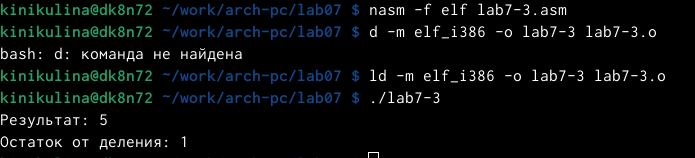 kinikulina@dk8n72 ~/work/arch-pc/lab07 $ nasm -f elf lab7-3.asm
kinikulina@dk8n72 ~/work/arch-pc/lab07 $ d -m elf_i386 -o lab7-3 lab7-3.o
bash: d: команда не найдена
kinikulina@dk8n72 ~/work/arch-pc/lab07 $ ld -m elf_i386 -o lab7-3 lab7-3.o
kinikulina@dk8n72 ~/work/arch-pc/lab07 $ ./lab7-3
Результат: 5
Остаток от деления: 1